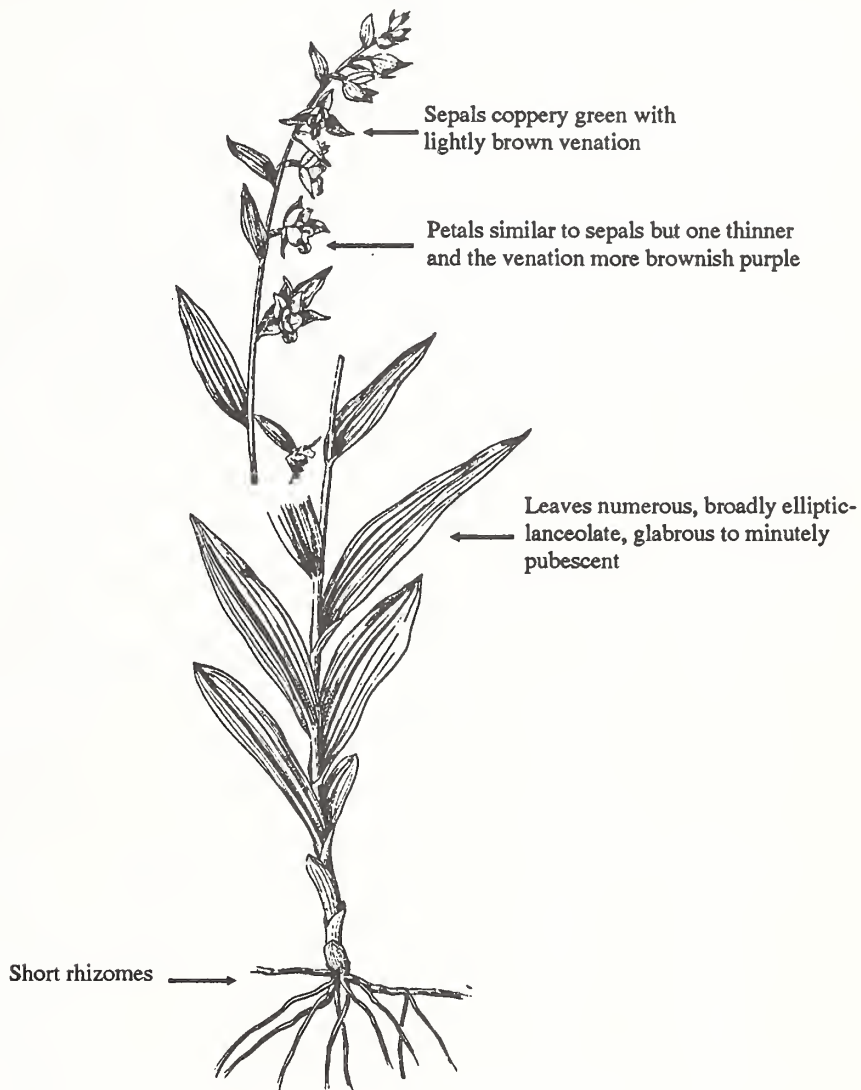 Sepals coppery green with
lightly brown venation
Petals similar to sepals but one thinner
and the venation more brownish purple
Leaves numerous, broadly elliptic-
lanceolate, glabrous to minutely
pubescent
Short rhizomes